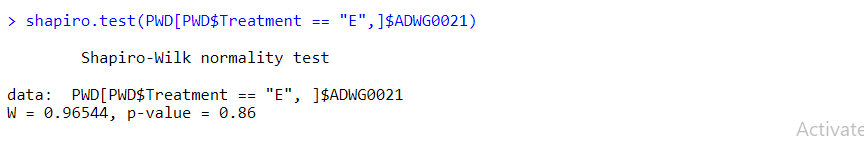 > shapiro.test(PWD[PWD$Treatment == "E",]$ADWG0021)
Shapiro-Wilk normality test
data:  PWD[PWD$Treatment == "E", ]$ADWG0021
W = 0.96544, p-value = 0.86
Activate